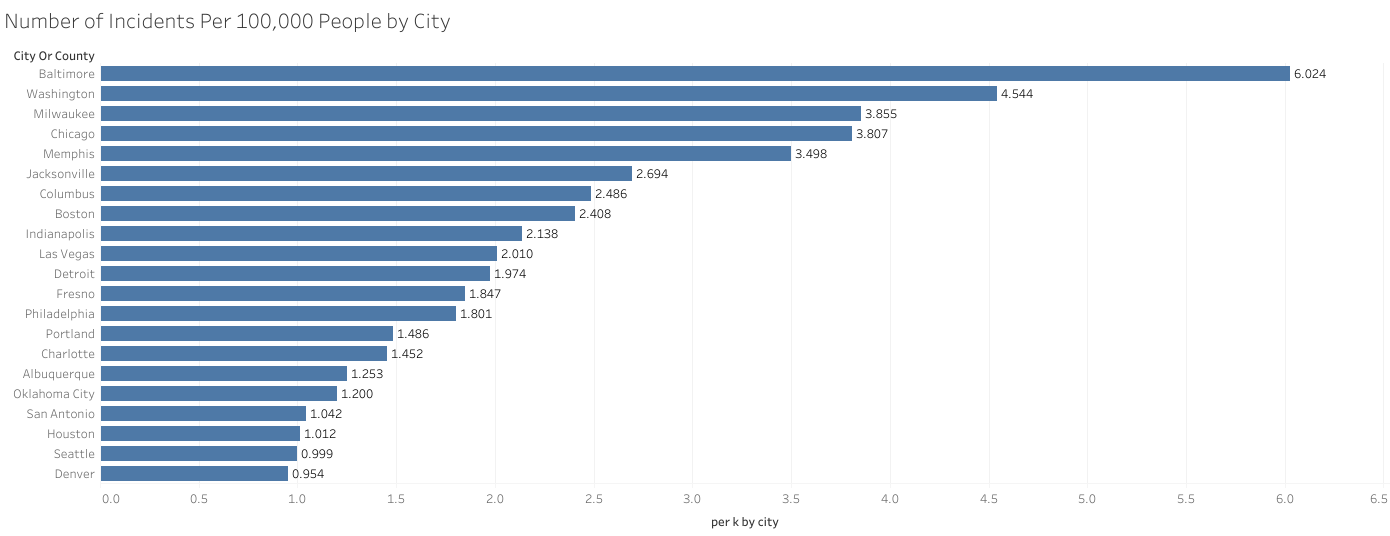 Number of Incidents Per 100,000 People by City
City Or County
Baltimore 6.024
Washington 4.544
Milwaukee 3.855
Chicago 3.807
Memphis 3.498
Jacksonville 2.694
Columbus 2.486
Boston 2.408
Indianapolis 2.138
Las Vegas 2.010
Detroit 1.974
Fresno 1.847
Philadelphia 1.801
Portland 1.486
Charlotte 1.452
Albuquerque 1.253
Oklahoma City 1.200
San Antonio 1.042
Houston 1.012
Seattle 0.999
Denver 0.954
0.0 0.5 1.0 1.5 2.0 2.5 3.0 3.5 4.0 4.5 5.0 5.5 6.0 6.5
per k by city